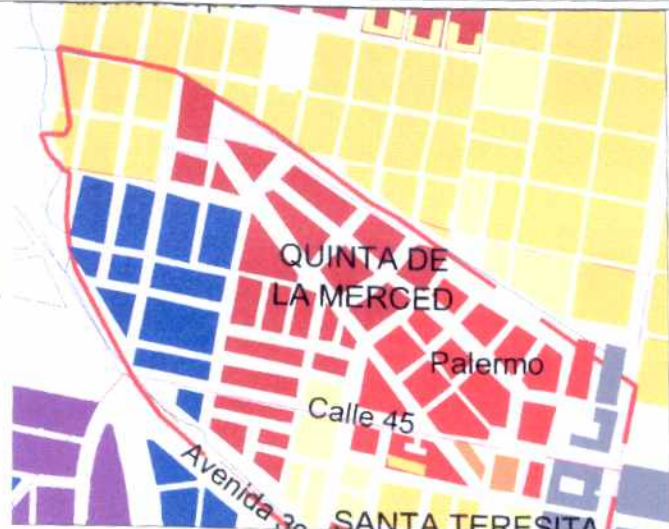 QUINTA DE
LA MERCED
Palermo
Calle 45
Avenida
SANTA TERESITA